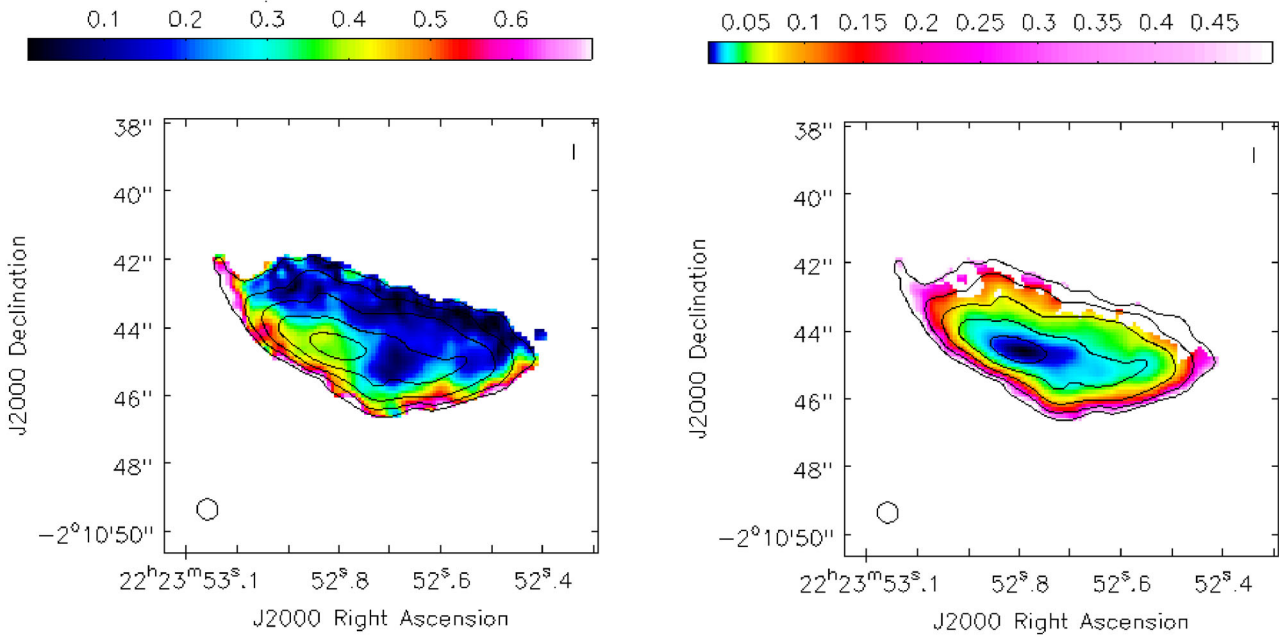 0.1 0.2 0.3 0.4 0.5 0.6
38"
40"
42"
44"
46"
48"
−2°10'50"
J2000 Declination
I
22ʰ23ᵐ53ˢ.1 52ˢ.8 52ˢ.6 52ˢ.4
J2000 Right Ascension
0.05 0.1 0.15 0.2 0.25 0.3 0.35 0.4 0.45
38"
40"
42"
44"
46"
48"
−2°10'50"
J2000 Declination
I
22ʰ23ᵐ53ˢ.1 52ˢ.8 52ˢ.6 52ˢ.4
J2000 Right Ascension